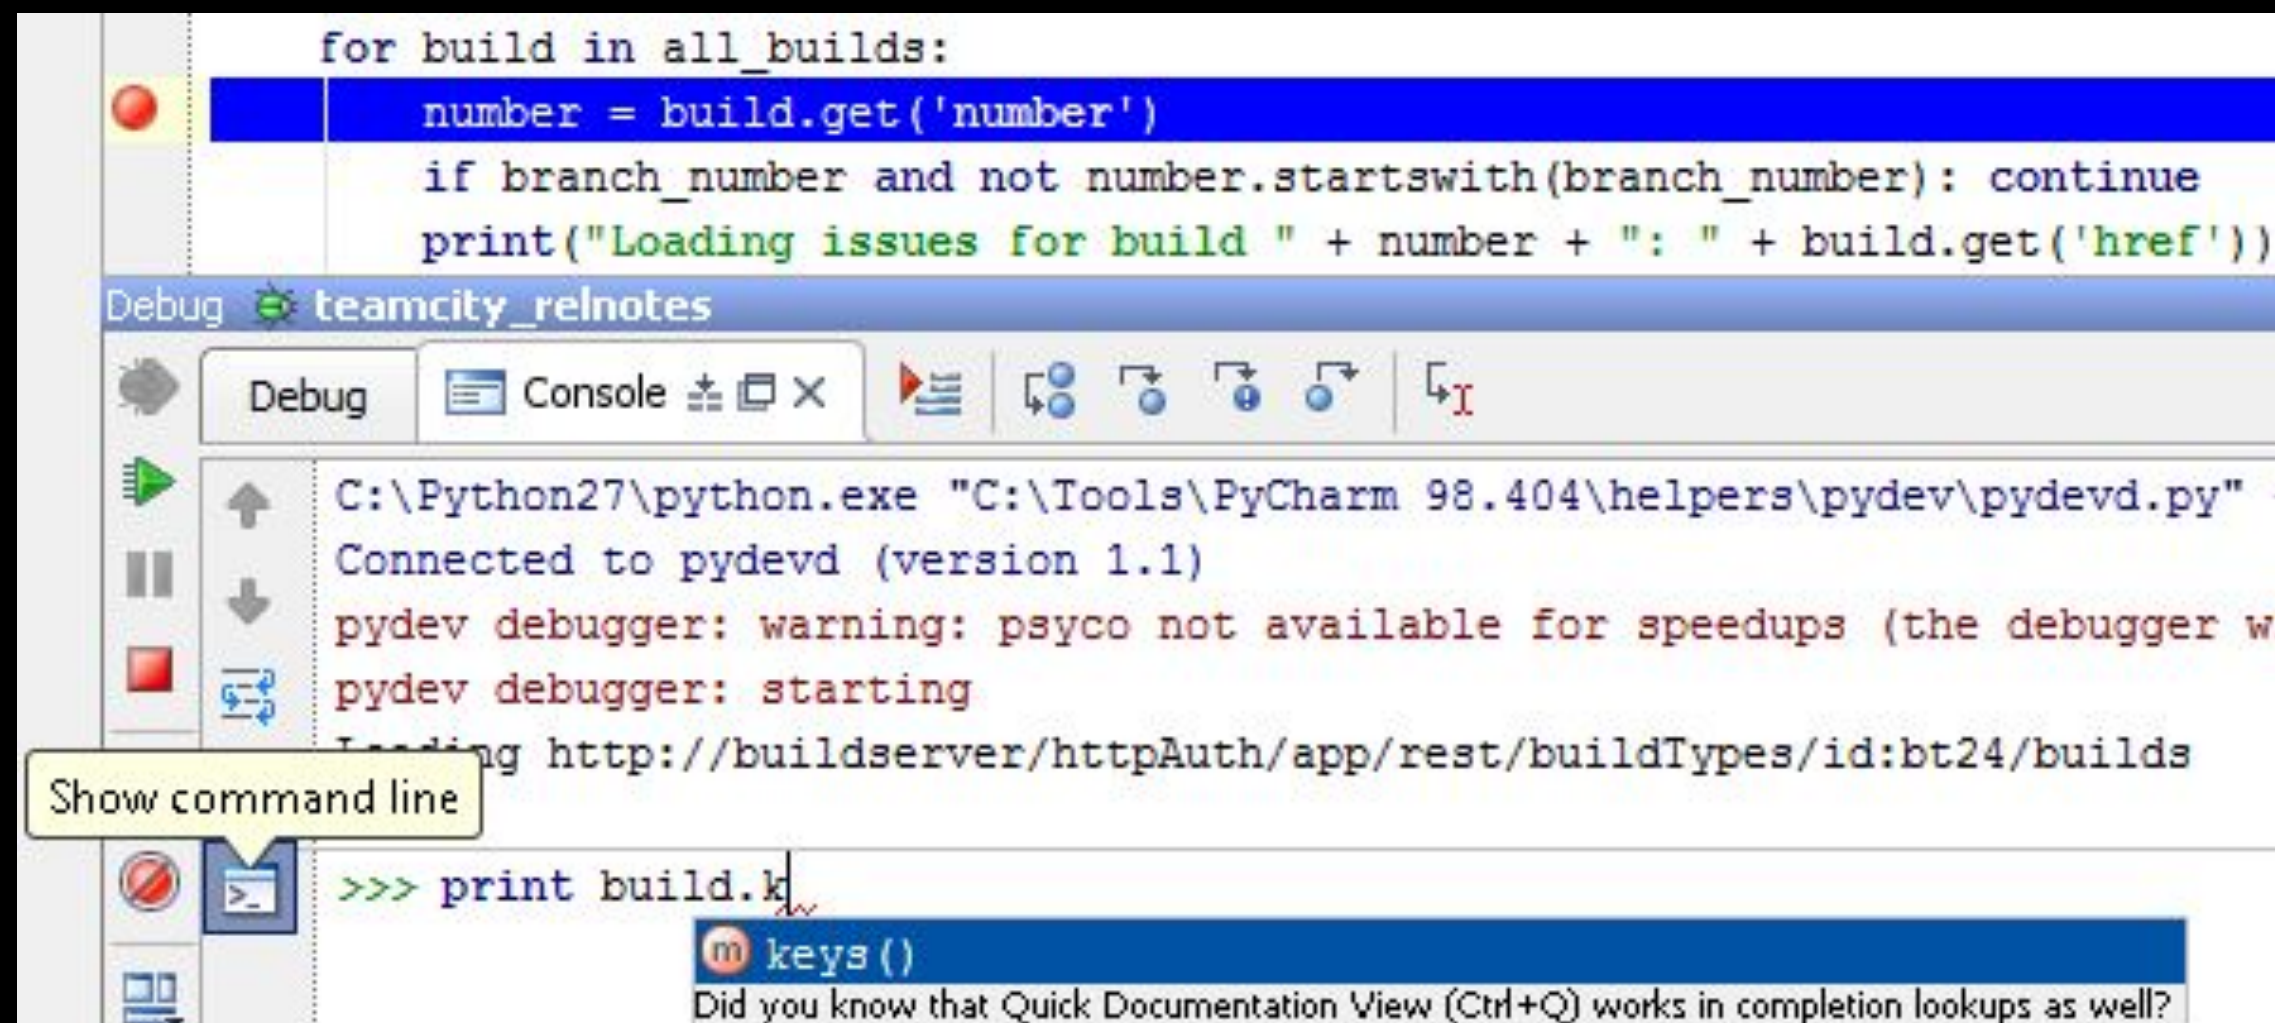 for build in all_builds:
number = build.get('number')
if branch_number and not number.startswith(branch_number): continue
print("Loading issues for build " + number + ": " + build.get('href'))
Debug teamcity_relnotes
Debug Console
C:\Python27\python.exe "C:\Tools\PyCharm 98.404\helpers\pydev\pydevd.py"
Connected to pydevd (version 1.1)
pydev debugger: warning: psyco not available for speedups (the debugger w
pydev debugger: starting
http://buildserver/httpAuth/app/rest/buildTypes/id:bt24/builds
Show command line
>>> print build.k
m keys()
Did you know that Quick Documentation View (Ctrl+Q) works in completion lookups as well?